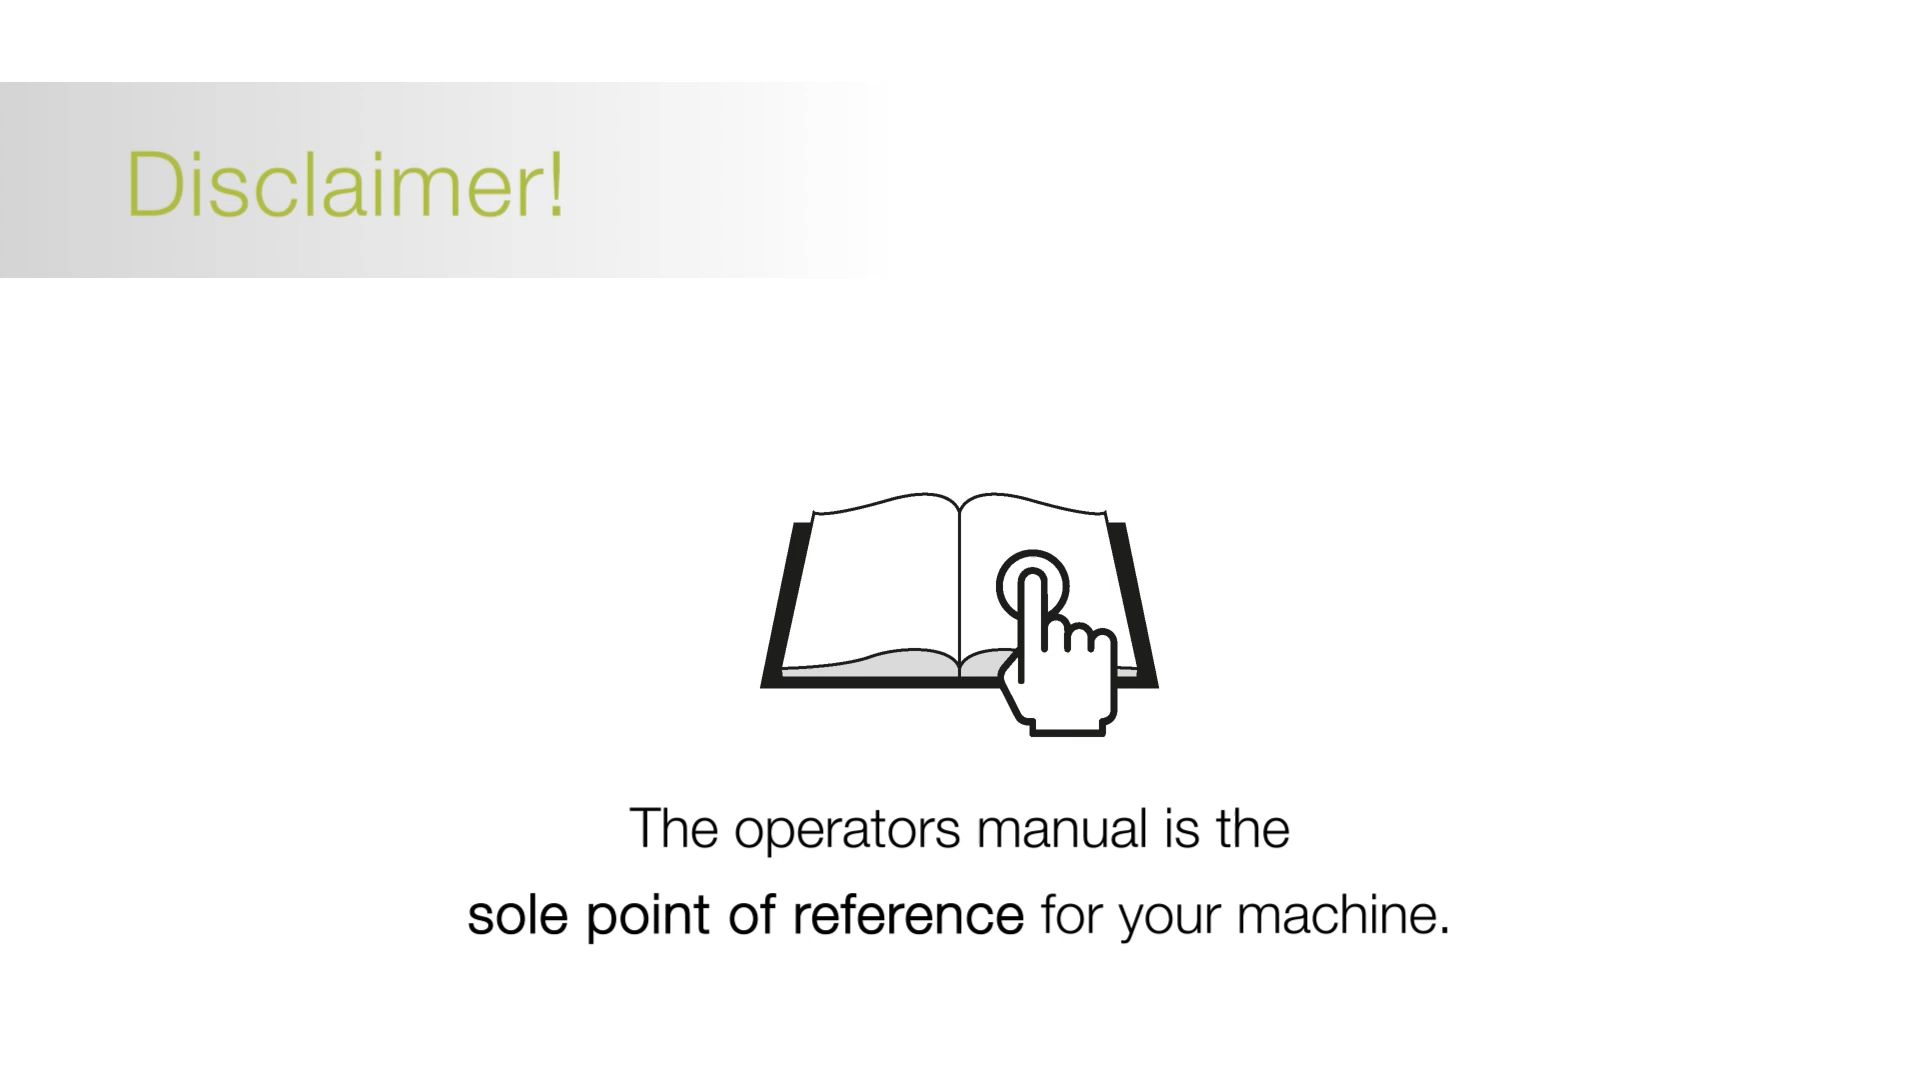 Disclaimer!
The operators manual is the
sole point of reference for your machine.